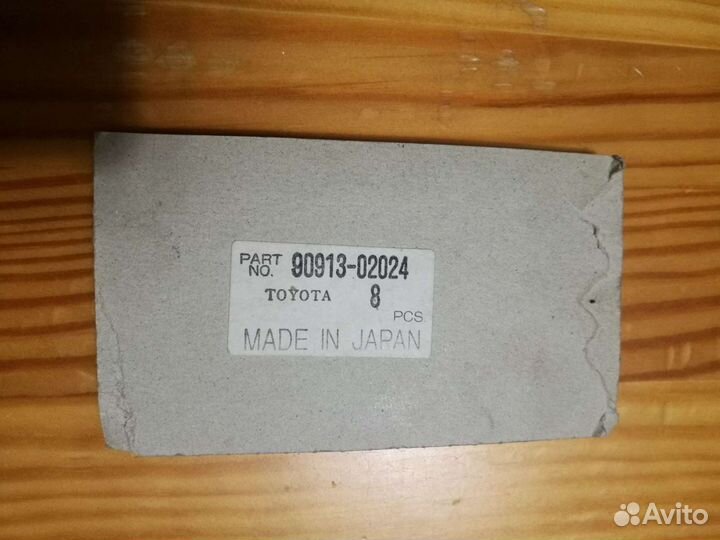 PART NO. 90913-02024
TOYOTA 8 PCS
MADE IN JAPAN
Avito